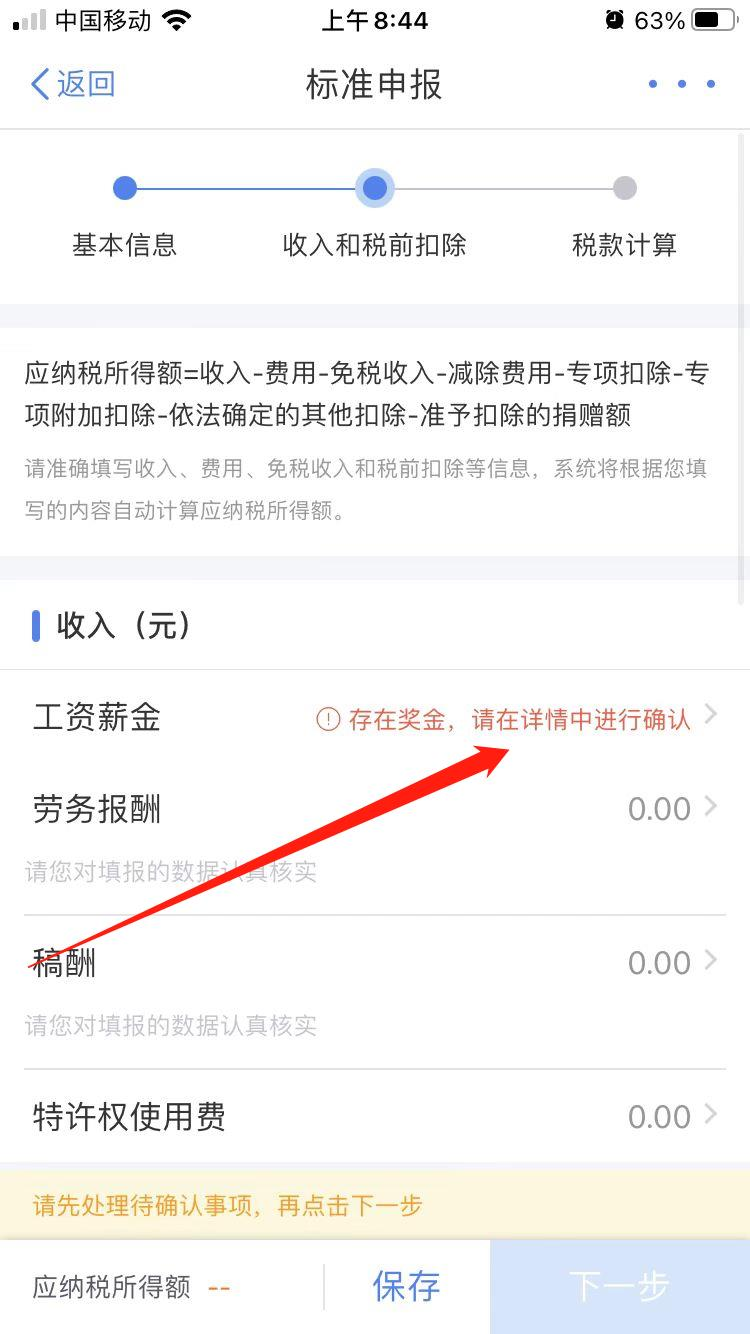 中国移动 上午8:44 63%
返回 标准申报
基本信息 收入和税前扣除 税款计算
应纳税所得额=收入-费用-免税收入-减除费用-专项扣除-专
项附加扣除-依法确定的其他扣除-准予扣除的捐赠额
请准确填写收入、费用、免税收入和税前扣除等信息，系统将根据您填
写的内容自动计算应纳税所得额。
收入（元）
工资薪金 存在奖金，请在详情中进行确认
劳务报酬 0.00
请您对填报的数据认真核实
稿酬 0.00
请您对填报的数据认真核实
特许权使用费 0.00
请先处理待确认事项，再点击下一步
应纳税所得额 -- 保存 下一步